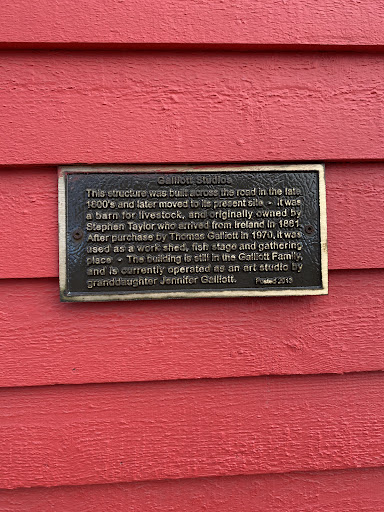 Galliott Studios
This structure was built across the road in the late
1800's and later moved to its present site - It was
a barn for livestock, and originally owned by
Stephen Taylor who arrived from Ireland in 1881.
After purchase by Thomas Galliott in 1970, it was
used as a work shed, fish stage and gathering
place - The building is still in the Galliott Family,
and is currently operated as an art studio by
granddaughter Jennifer Galliott. Posted 2013